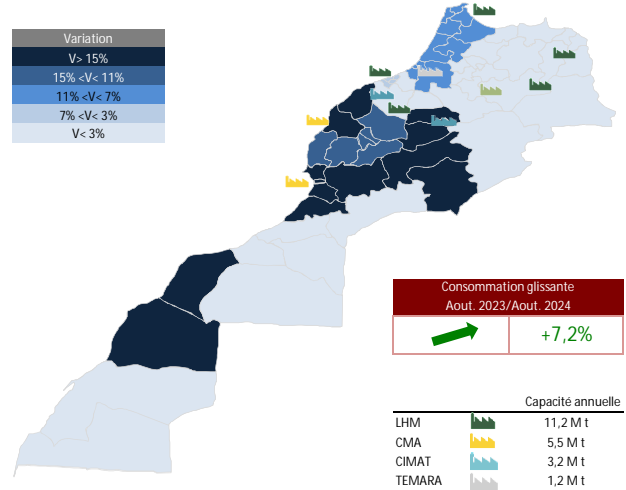 Variation
V> 15%
15% <V< 11%
11% <V< 7%
7% <V< 3%
V< 3%
Consommation glissante
Aout. 2023/Aout. 2024
+7,2%
Capacité annuelle
LHM 11,2 M t
CMA 5,5 M t
CIMAT 3,2 M t
TEMARA 1,2 M t